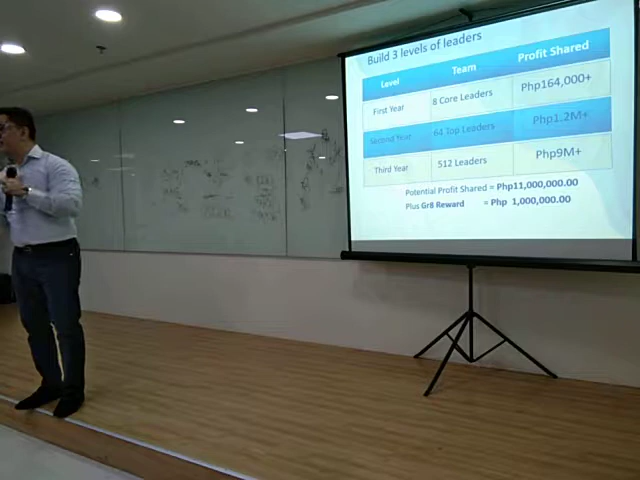 Build 3 levels of leaders
Level Team Profit Shared
First Year 8 Core Leaders Php164,000+
Second Year 64 Top Leaders Php1.2M+
Third Year 512 Leaders Php9M+
Potential Profit Shared = Php11,000,000.00
Plus Gr8 Reward = Php 1,000,000.00